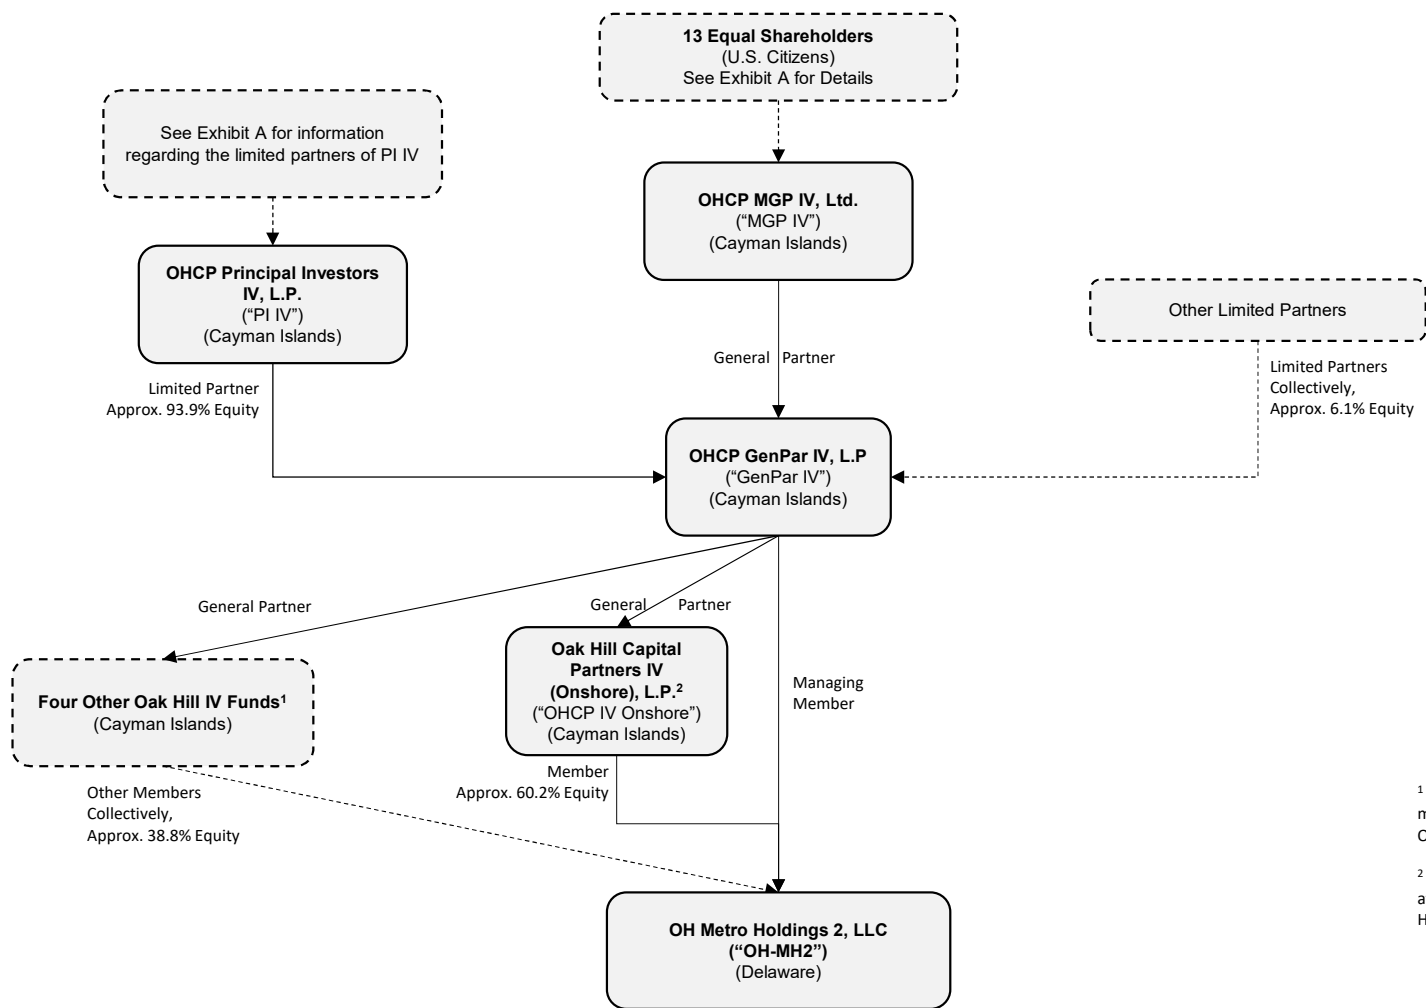 13 Equal Shareholders
(U.S. Citizens)
See Exhibit A for Details
See Exhibit A for information
regarding the limited partners of PI IV
OHCP MGP IV, Ltd.
(“MGP IV”)
(Cayman Islands)
OHCP Principal Investors
IV, L.P.
(“PI IV”)
(Cayman Islands)
Other Limited Partners
General Partner
Limited Partner
Approx. 93.9% Equity
Limited Partners
Collectively,
Approx. 6.1% Equity
OHCP GenPar IV, L.P
(“GenPar IV”)
(Cayman Islands)
General Partner
General Partner
Oak Hill Capital
Partners IV
(Onshore), L.P.²
(“OHCP IV Onshore”)
(Cayman Islands)
Managing
Member
Four Other Oak Hill IV Funds¹
(Cayman Islands)
Member
Approx. 60.2% Equity
Other Members
Collectively,
Approx. 38.8% Equity
OH Metro Holdings 2, LLC
(“OH-MH2”)
(Delaware)
1
m
O
2
a
H